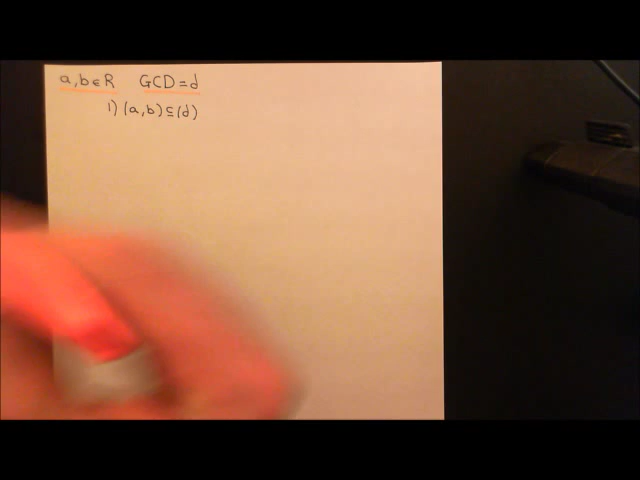 a,b ∈ R GCD = d
1) (a,b) ⊆ (d)